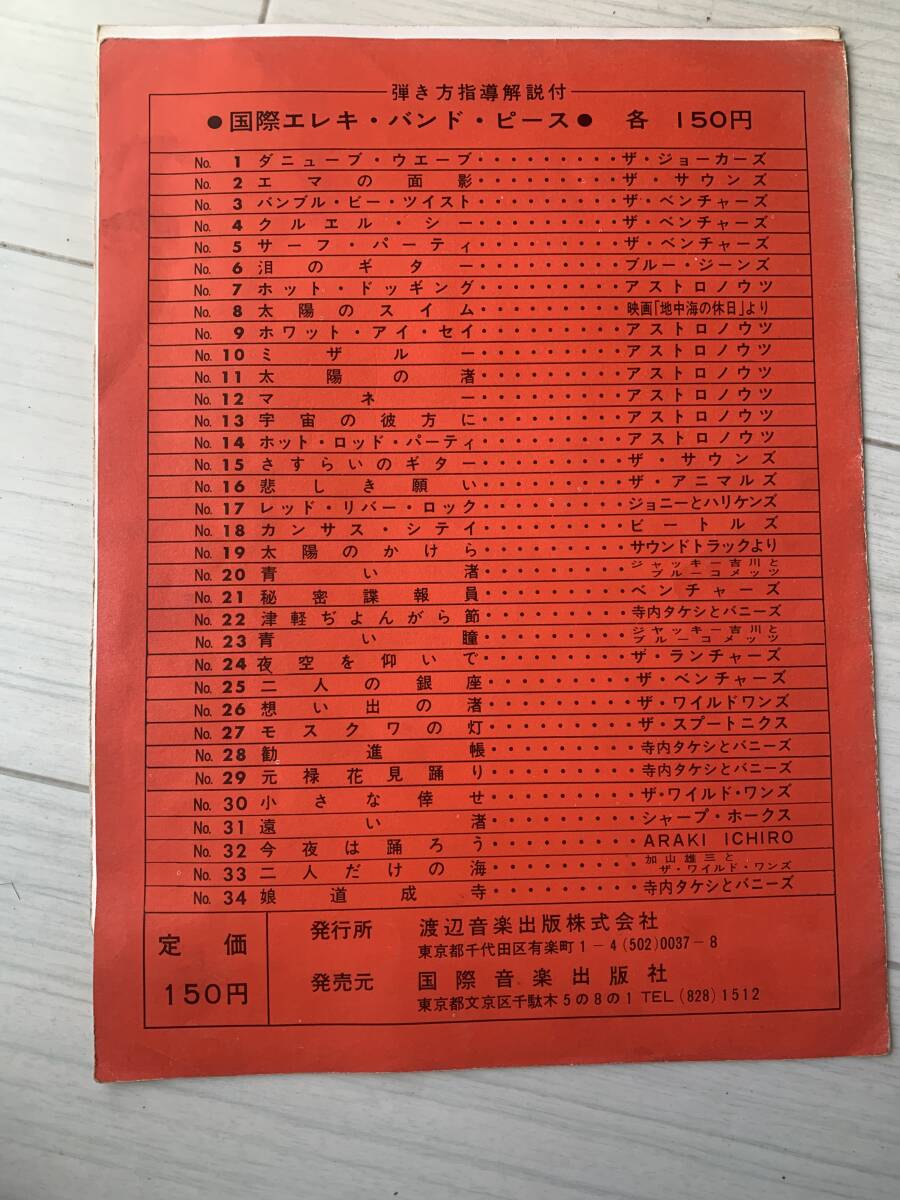 弾き方指導解説付
●国際エレキ・バンド・ピース● 各 150円
No. 1 ダニューブ・ウエーブ・・・・・・・・・ザ・ジョーカーズ
No. 2 エマの面影・・・・・・・・・ザ・サウンズ
No. 3 バンブル・ビー・ツイスト・・・・・・・・・ザ・ベンチャーズ
No. 4 クルエル・シー・・・・・・・・・ザ・ベンチャーズ
No. 5 サーフ・パーティ・・・・・・・・・ザ・ベンチャーズ
No. 6 泪のギター・・・・・・・・・ブルー・ジーンズ
No. 7 ホット・ドッギング・・・・・・・・・アストロノウツ
No. 8 太陽のスイム・・・・・・・・・映画「地中海の休日」より
No. 9 ホワット・アイ・セイ・・・・・・・・・アストロノウツ
No. 10 ミザルー・・・・・・・・・アストロノウツ
No. 11 太陽の渚・・・・・・・・・アストロノウツ
No. 12 マネー・・・・・・・・・アストロノウツ
No. 13 宇宙の彼方に・・・・・・・・・アストロノウツ
No. 14 ホット・ロッド・パーティ・・・・・・・・・アストロノウツ
No. 15 さすらいのギター・・・・・・・・・ザ・サウンズ
No. 16 悲しき願い・・・・・・・・・ザ・アニマルズ
No. 17 レッド・リバー・ロック・・・・・・・・・ジョニーとハリケンズ
No. 18 カンサス・シテイ・・・・・・・・・ビートルズ
No. 19 太陽のかけら・・・・・・・・・サウンドトラックより
No. 20 青い渚・・・・・・・・・ジャッキー吉川とブルーコメッツ
No. 21 秘密諜報員・・・・・・・・・ベンチャーズ
No. 22 津軽ぢよんがら節・・・・・・・・・寺内タケシとバニーズ
No. 23 青い瞳・・・・・・・・・ジャッキー吉川とブルーコメッツ
No. 24 夜空を仰いで・・・・・・・・・ザ・ランチャーズ
No. 25 二人の銀座・・・・・・・・・ザ・ベンチャーズ
No. 26 想い出の渚・・・・・・・・・ザ・ワイルドワンズ
No. 27 モスクワの灯・・・・・・・・・ザ・スプートニクス
No. 28 勧進帳・・・・・・・・・寺内タケシとバニーズ
No. 29 元禄花見踊り・・・・・・・・・寺内タケシとバニーズ
No. 30 小さな倖せ・・・・・・・・・ザ・ワイルド・ワンズ
No. 31 遠い渚・・・・・・・・・シャープ・ホークス
No. 32 今夜は踊ろう・・・・・・・・・ARAKI ICHIRO
No. 33 二人だけの海・・・・・・・・・加山雄三とザ・ワイルド・ワンズ
No. 34 娘道成寺・・・・・・・・・寺内タケシとバニーズ
定価
150円
発行所 渡辺音楽出版株式会社
東京都千代田区有楽町1-4(502)0037-8
発売元 国際音楽出版社
東京都文京区千駄木5の8の1 TEL (828) 1512